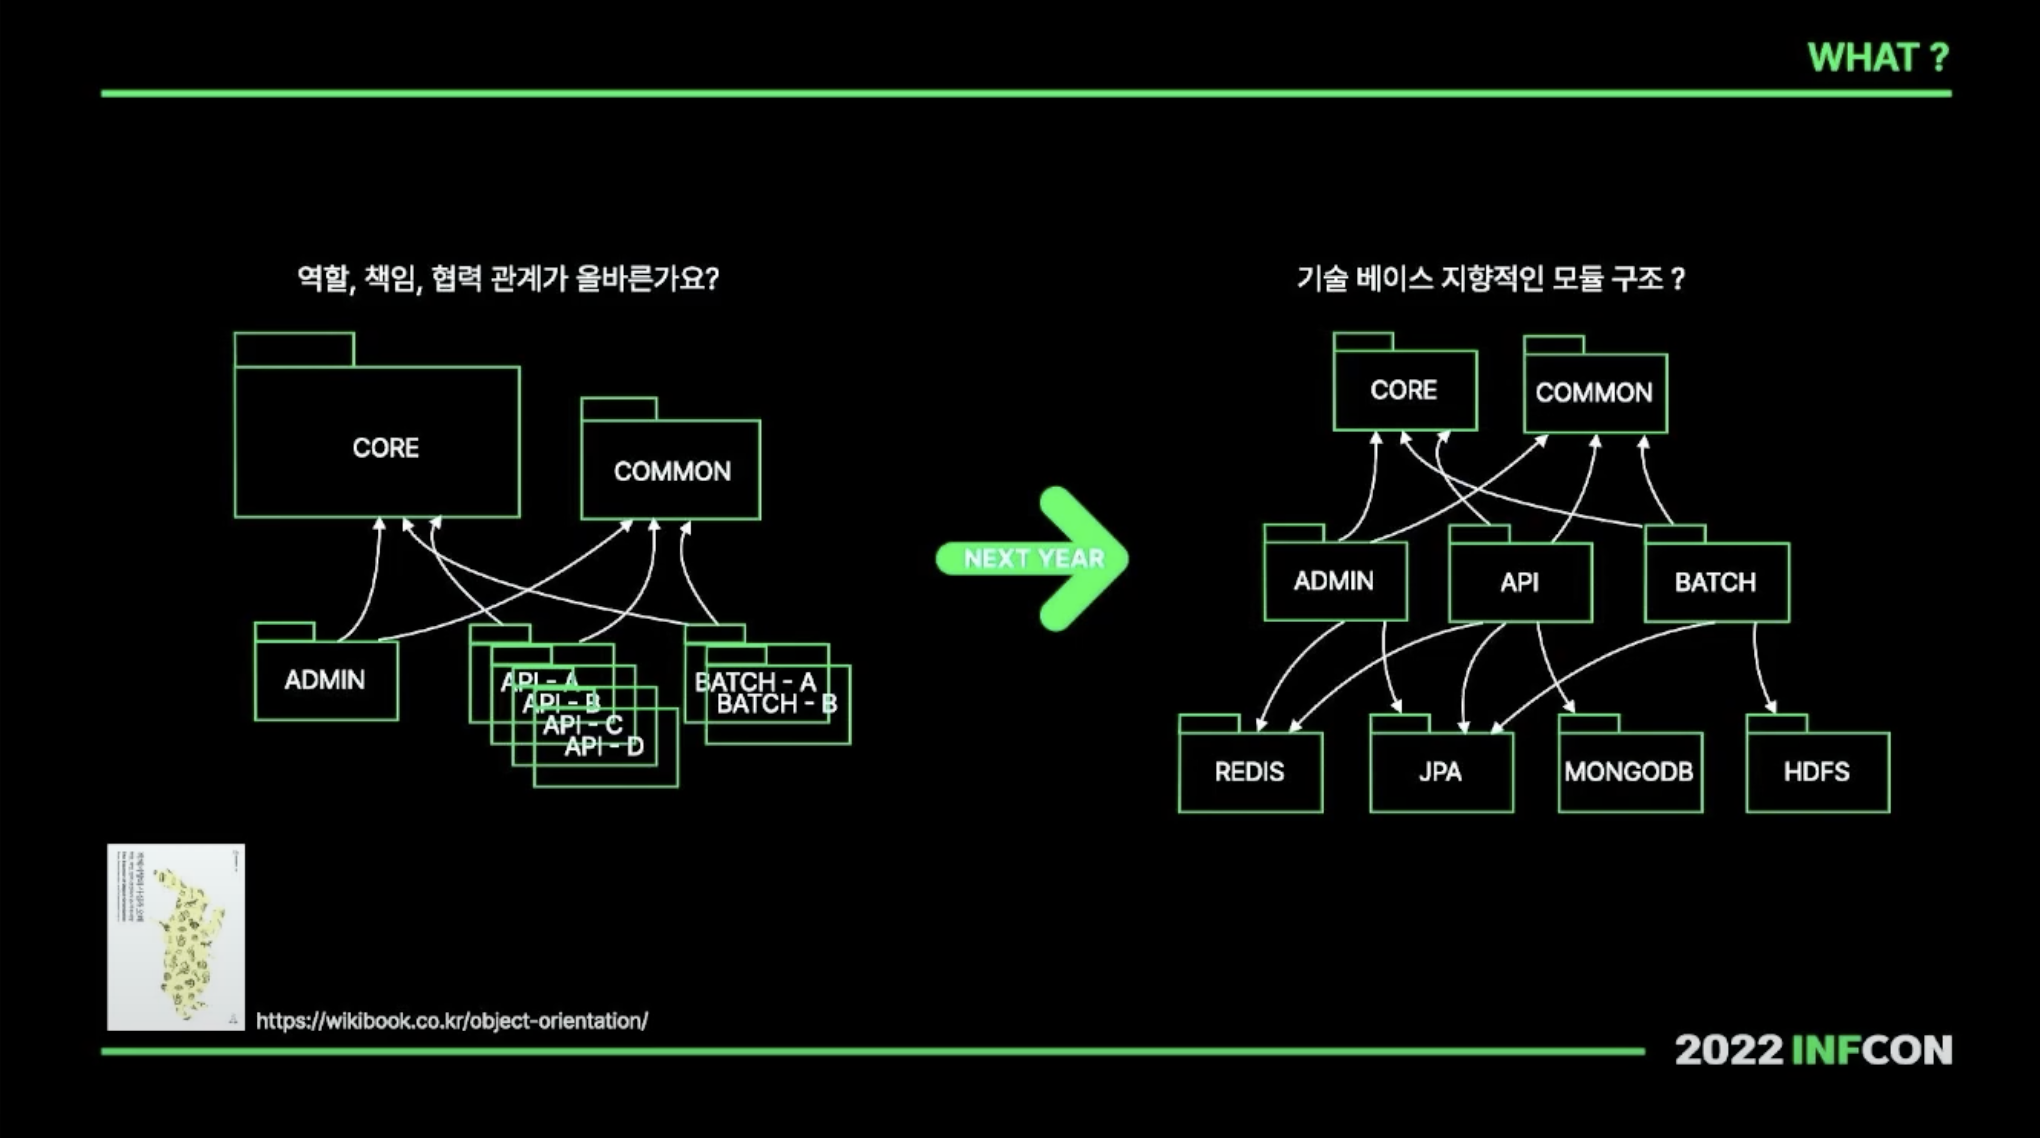 WHAT ?
역할, 책임, 협력 관계가 올바른가요?
CORE
COMMON
ADMIN
API - A
API - B
API - C
API - D
BATCH - A
BATCH - B
NEXT YEAR
기술 베이스 지향적인 모듈 구조 ?
CORE
COMMON
ADMIN
API
BATCH
REDIS
JPA
MONGODB
HDFS
https://wikibook.co.kr/object-orientation/
2022 INFCON